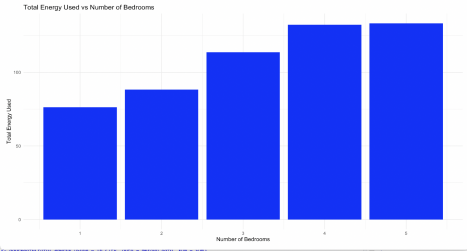 Total Energy Used vs Number of Bedrooms
100
Total Energy Used
50
0
1 2 3 4 5
Number of Bedrooms